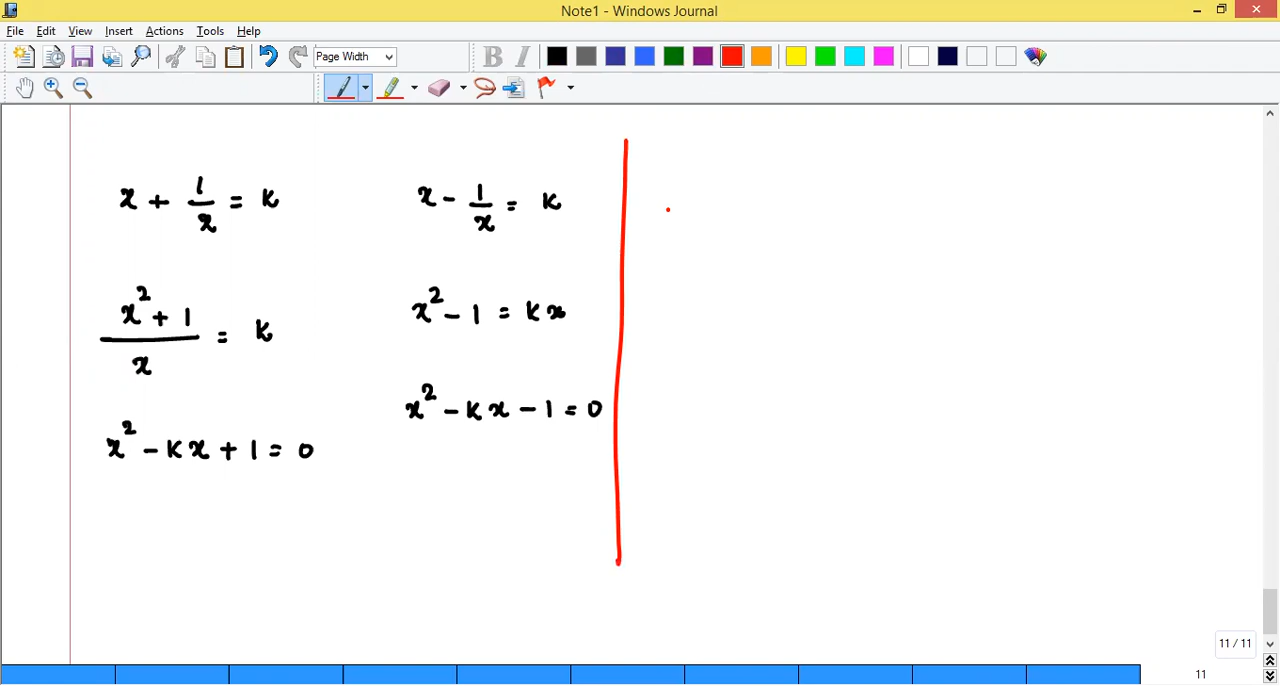 Note1 - Windows Journal
File Edit View Insert Actions Tools Help
Page Width
B I
x + 1/x = k
x² + 1 / x = k
x² - kx + 1 = 0
x - 1/x = k
x² - 1 = kx
x² - kx - 1 = 0
11 / 11
11